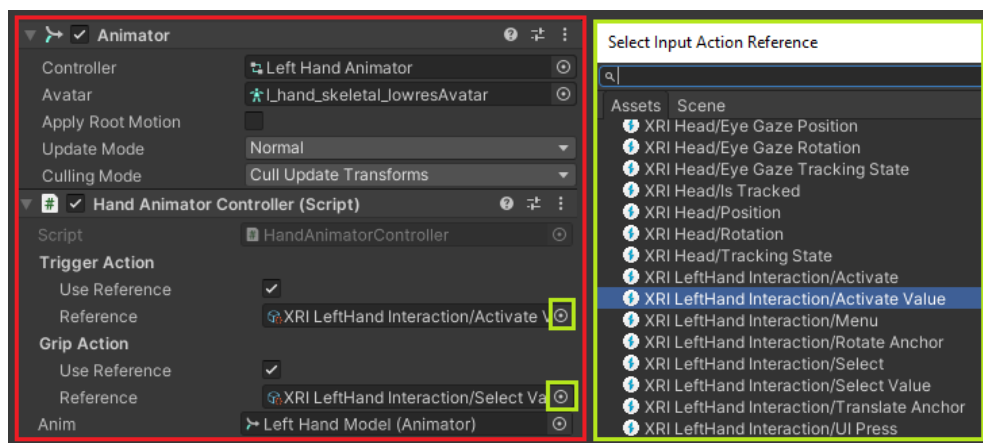 Animator
Controller Left Hand Animator
Avatar l_hand_skeletal_lowresAvatar
Apply Root Motion
Update Mode Normal
Culling Mode Cull Update Transforms
# Hand Animator Controller (Script)
Script # HandAnimatorController
Trigger Action
Use Reference
Reference XRI LeftHand Interaction/Activate V
Grip Action
Use Reference
Reference XRI LeftHand Interaction/Select Va
Anim Left Hand Model (Animator)
Select Input Action Reference
Assets Scene
XRI Head/Eye Gaze Position
XRI Head/Eye Gaze Rotation
XRI Head/Eye Gaze Tracking State
XRI Head/Is Tracked
XRI Head/Position
XRI Head/Rotation
XRI Head/Tracking State
XRI LeftHand Interaction/Activate
XRI LeftHand Interaction/Activate Value
XRI LeftHand Interaction/Menu
XRI LeftHand Interaction/Rotate Anchor
XRI LeftHand Interaction/Select
XRI LeftHand Interaction/Select Value
XRI LeftHand Interaction/Translate Anchor
XRI LeftHand Interaction/UI Press